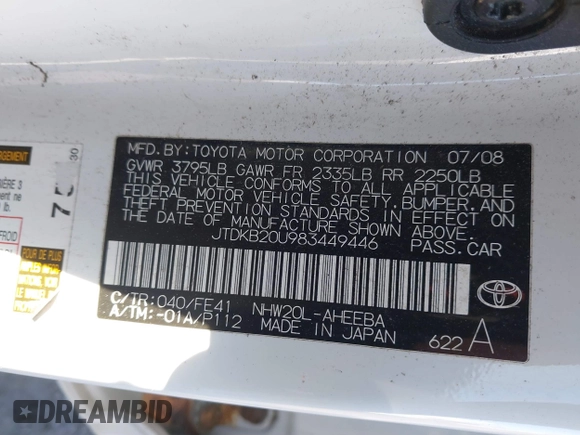 MFD.BY:TOYOTA MOTOR CORPORATION 07/08
GVWR 3795LB GAWR FR 2335LB RR 2250LB
THIS VEHICLE CONFORMS TO ALL APPLICABLE
FEDERAL MOTOR VEHICLE SAFETY,BUMPER,AND
THEFT PREVENTION STANDARDS IN EFFECT ON
THE DATE OF MANUFACTURE SHOWN ABOVE.
JTDKB20U983449446 PASS.CAR
C/TR:040/FE41 NHW20L-AHEEBA
A/TM:-01A/P112 MADE IN JAPAN
622 A
TOYOTA
DREAMBID